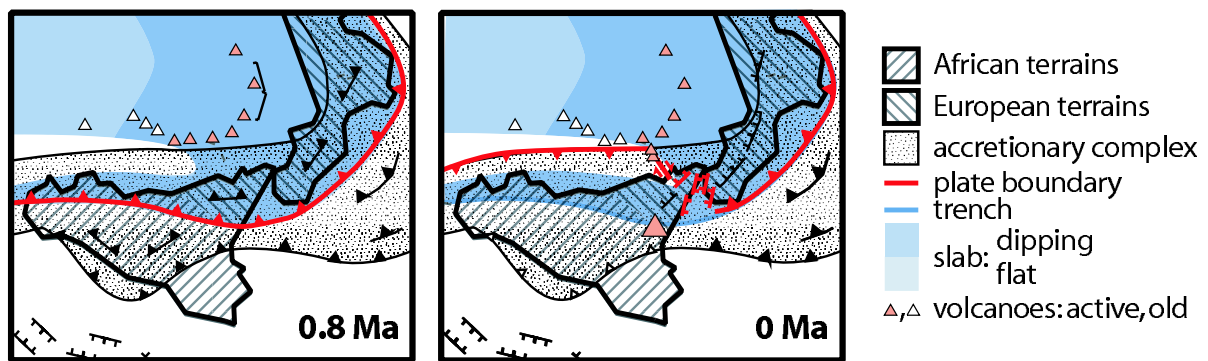 0.8 Ma
0 Ma
African terrains
European terrains
accretionary complex
plate boundary
trench
slab: dipping
flat
volcanoes: active, old